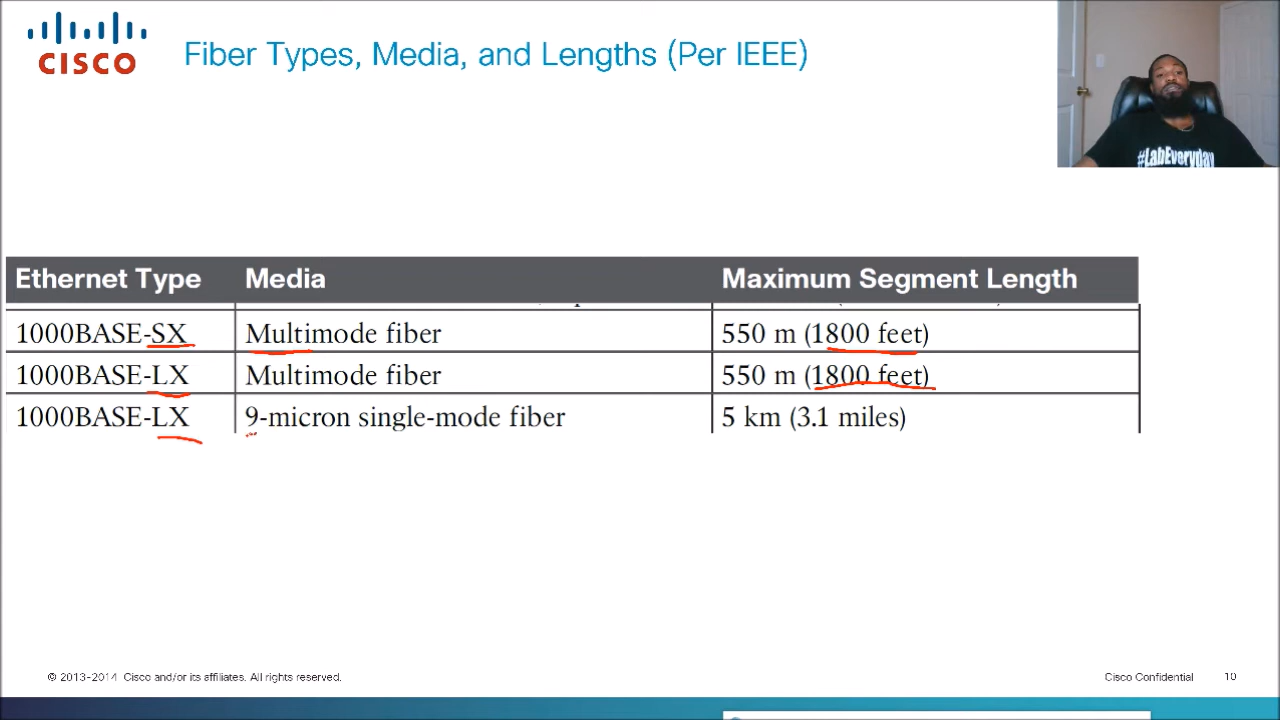 CISCO
Fiber Types, Media, and Lengths (Per IEEE)
#LabEveryday
Ethernet Type Media Maximum Segment Length
1000BASE-SX Multimode fiber 550 m (1800 feet)
1000BASE-LX Multimode fiber 550 m (1800 feet)
1000BASE-LX 9-micron single-mode fiber 5 km (3.1 miles)
© 2013-2014 Cisco and/or its affiliates. All rights reserved. Cisco Confidential 10